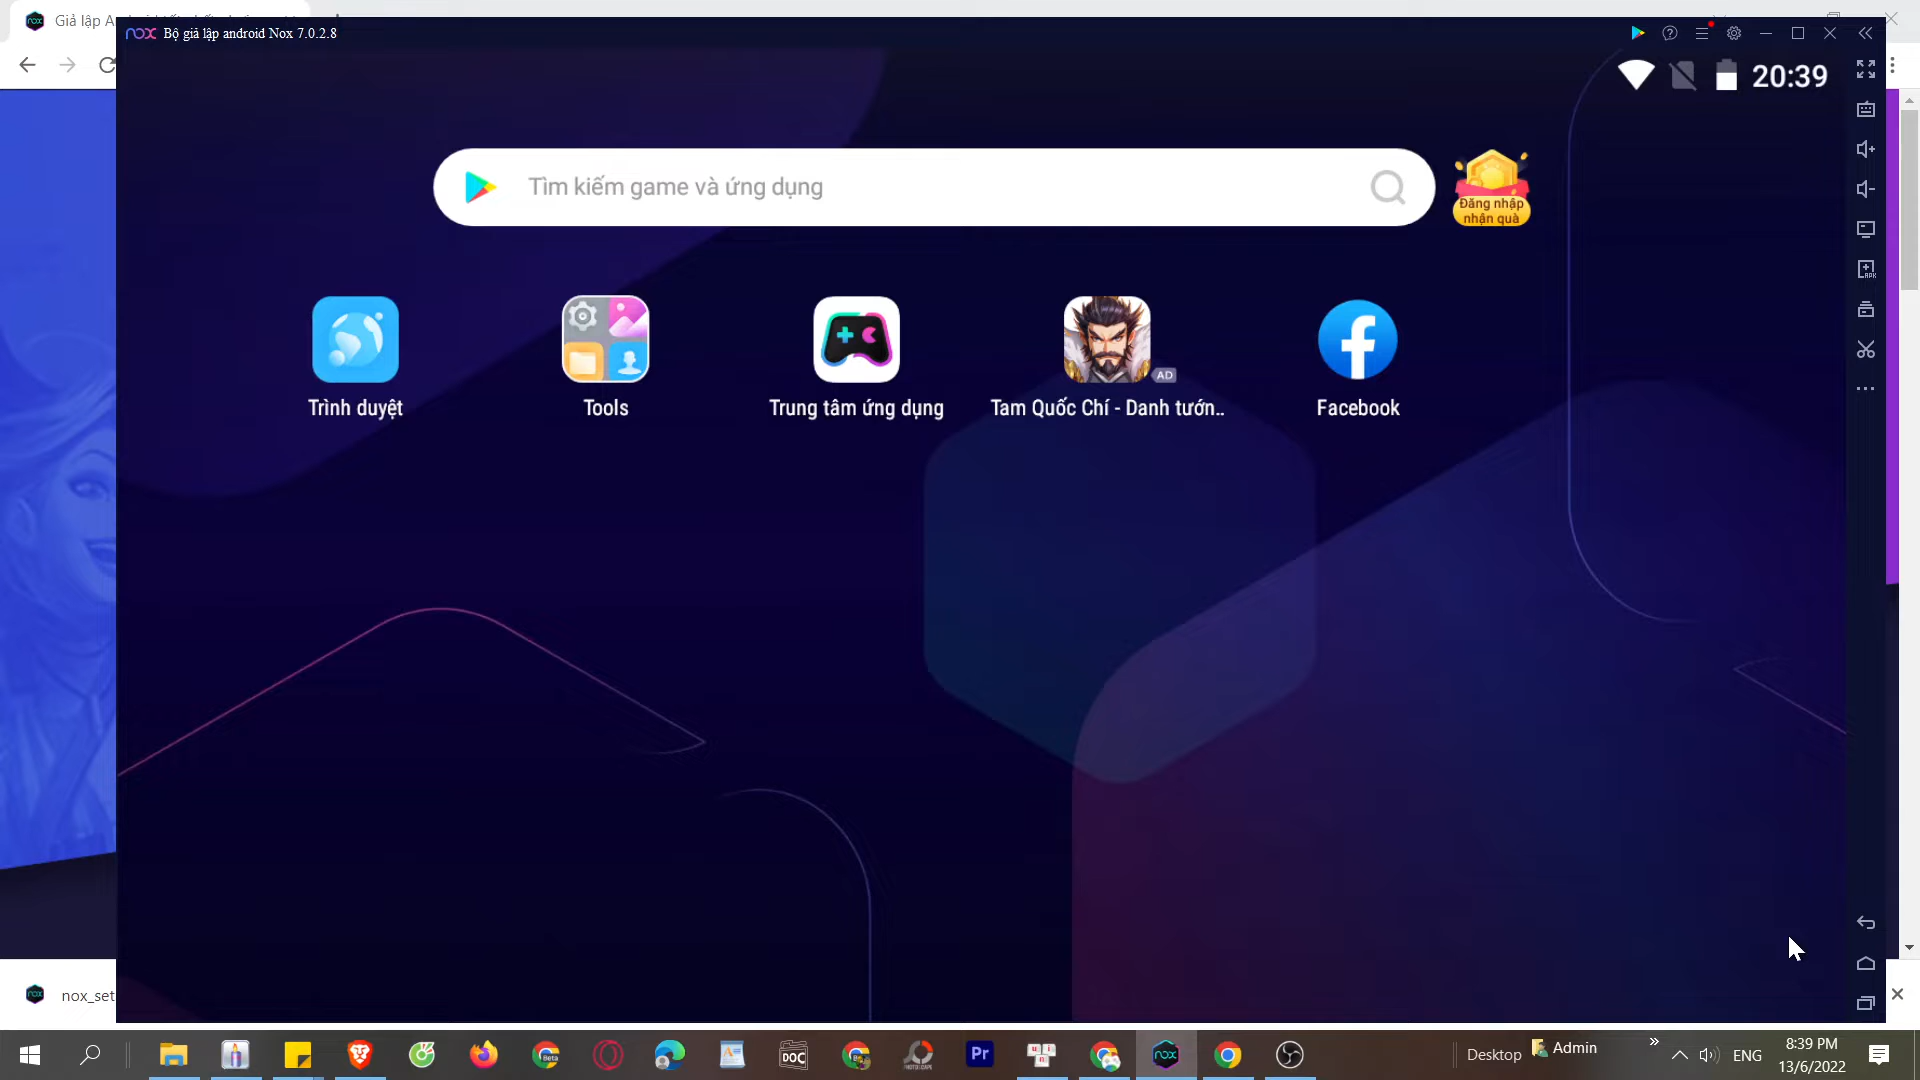 Giả lập A
nox Bộ giả lập android Nox 7.0.2.8
20:39
Tìm kiếm game và ứng dụng
Đăng nhập
nhận quà
Trình duyệt
Tools
Trung tâm ứng dụng
AD
Tam Quốc Chí - Danh tướn..
Facebook
nox_set
Beta
DOC
Pr
nox
Desktop
Admin
ENG
8:39 PM
13/6/2022